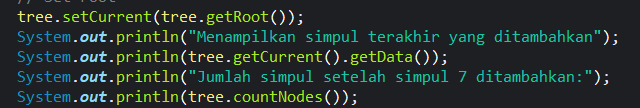 tree.setCurrent(tree.getRoot());
System.out.println("Menampilkan simpul terakhir yang ditambahkan");
System.out.println(tree.getCurrent().getData());
System.out.println("Jumlah simpul setelah simpul 7 ditambahkan:");
System.out.println(tree.countNodes());